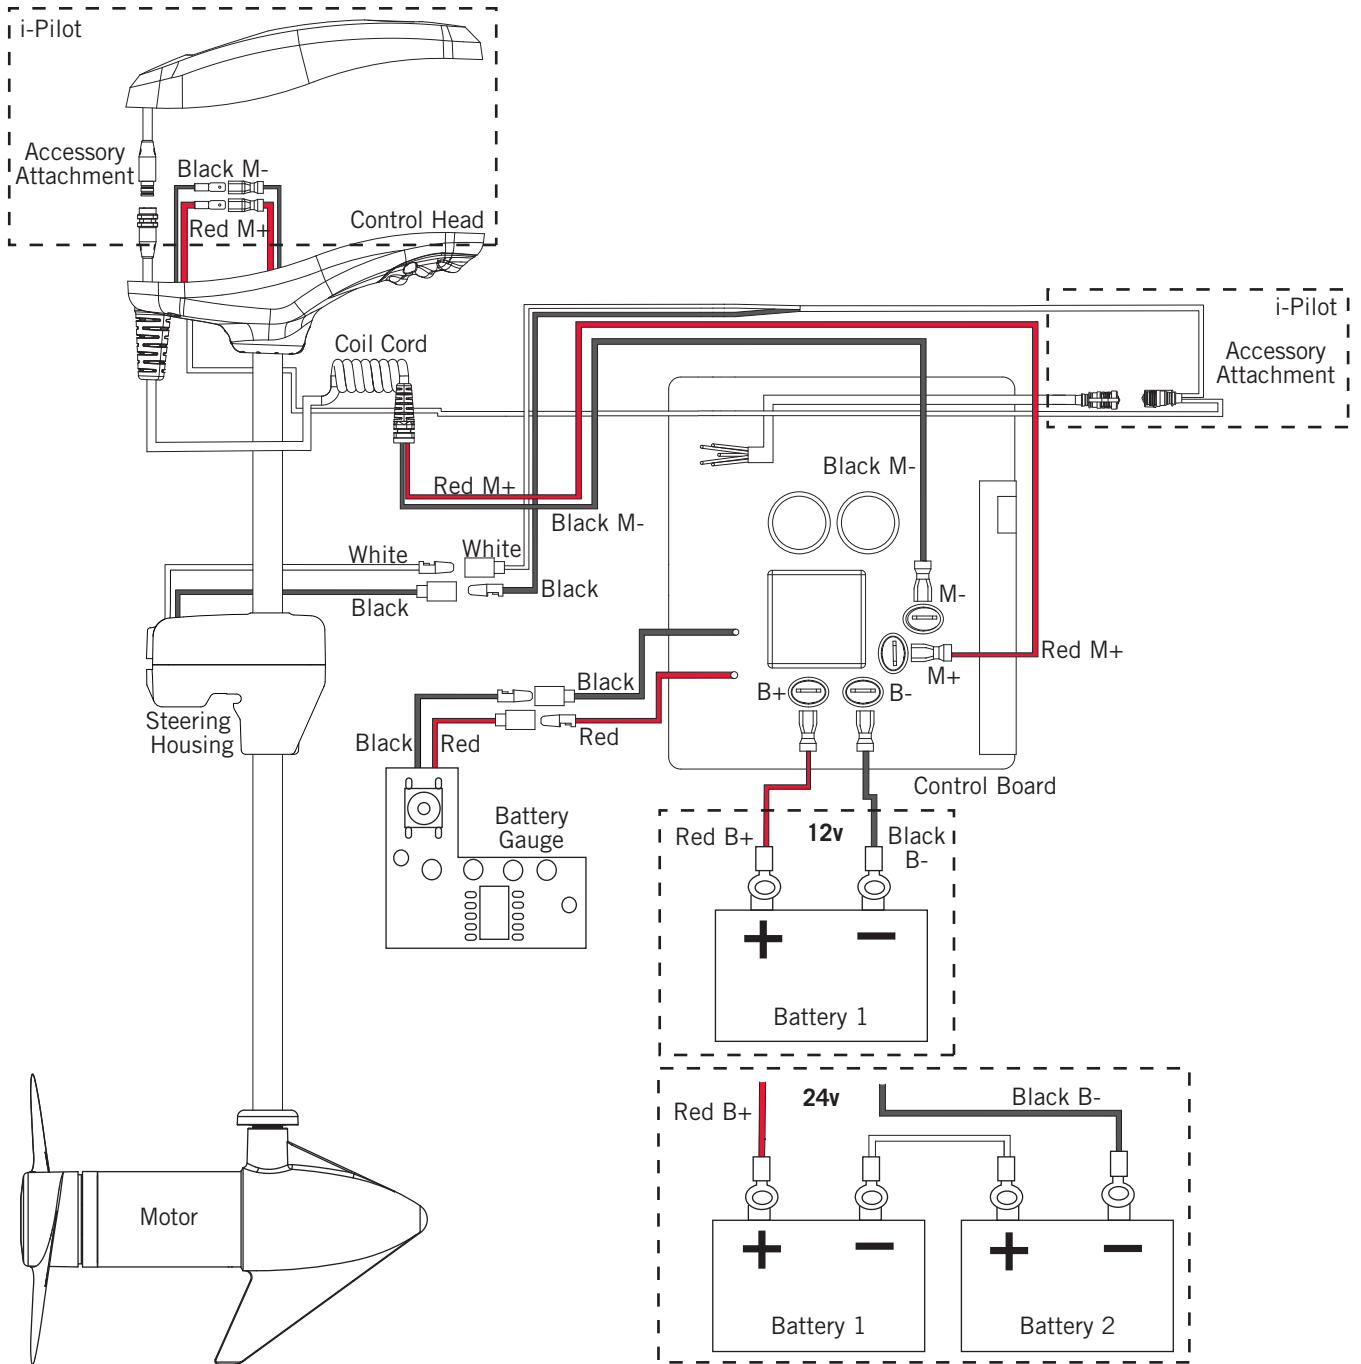 i-Pilot
Accessory
Attachment
Black M-
Red M+
Control Head
i-Pilot
Accessory
Attachment
Coil Cord
Red M+
Black M-
Black M-
White
White
Black
Black
M-
M+
Red M+
B+
B-
Steering
Housing
Black
Red
Black
Red
Control Board
Battery
Gauge
Red B+
12v
Black
B-
+
−
Battery 1
Red B+
24v
Black B-
Motor
+
−
+
−
Battery 1
Battery 2